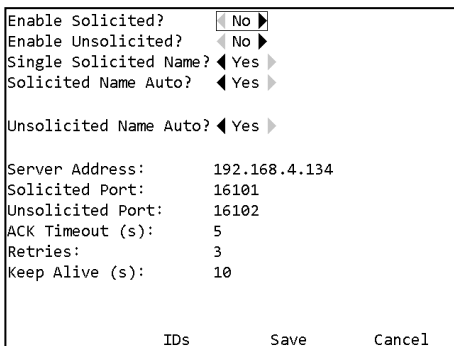 Enable Solicited? No
Enable Unsolicited? No
Single Solicited Name? Yes
Solicited Name Auto? Yes
Unsolicited Name Auto? Yes
Server Address: 192.168.4.134
Solicited Port: 16101
Unsolicited Port: 16102
ACK Timeout (s): 5
Retries: 3
Keep Alive (s): 10
IDs Save Cancel